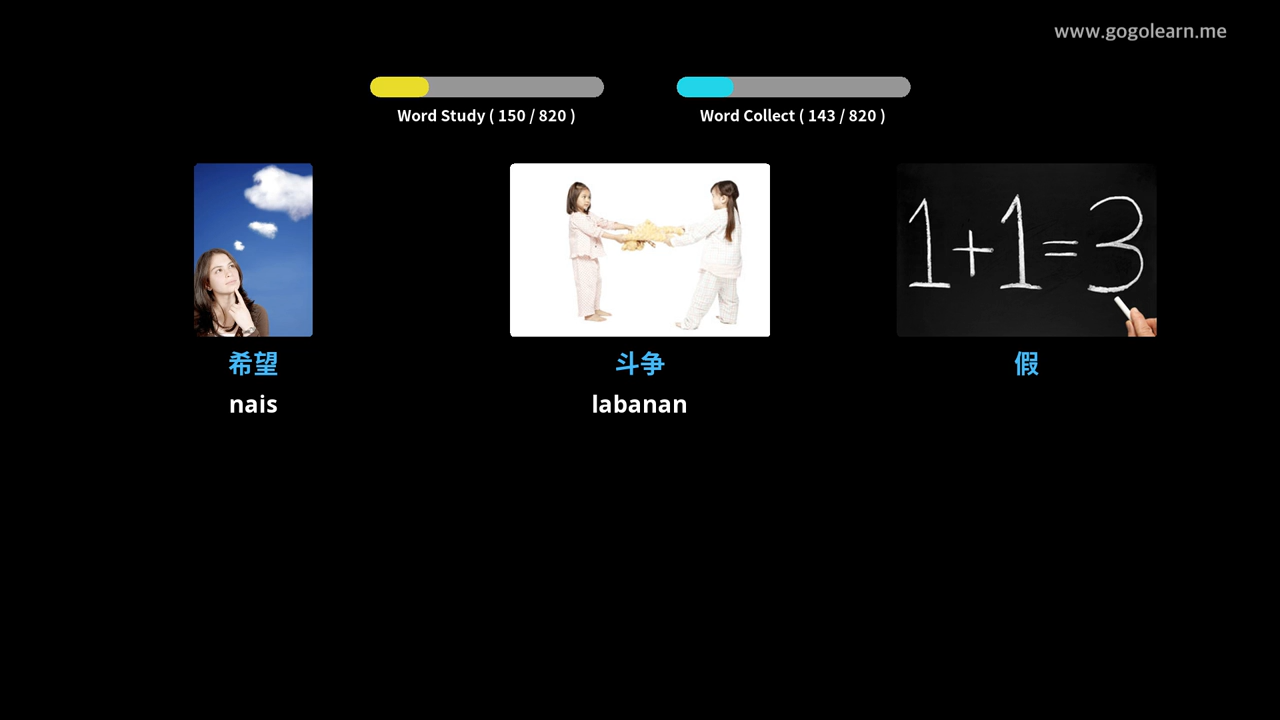 www.gogolearn.me
Word Study ( 150 / 820 )
Word Collect ( 143 / 820 )
1+1=3
希望
斗争
假
nais
labanan